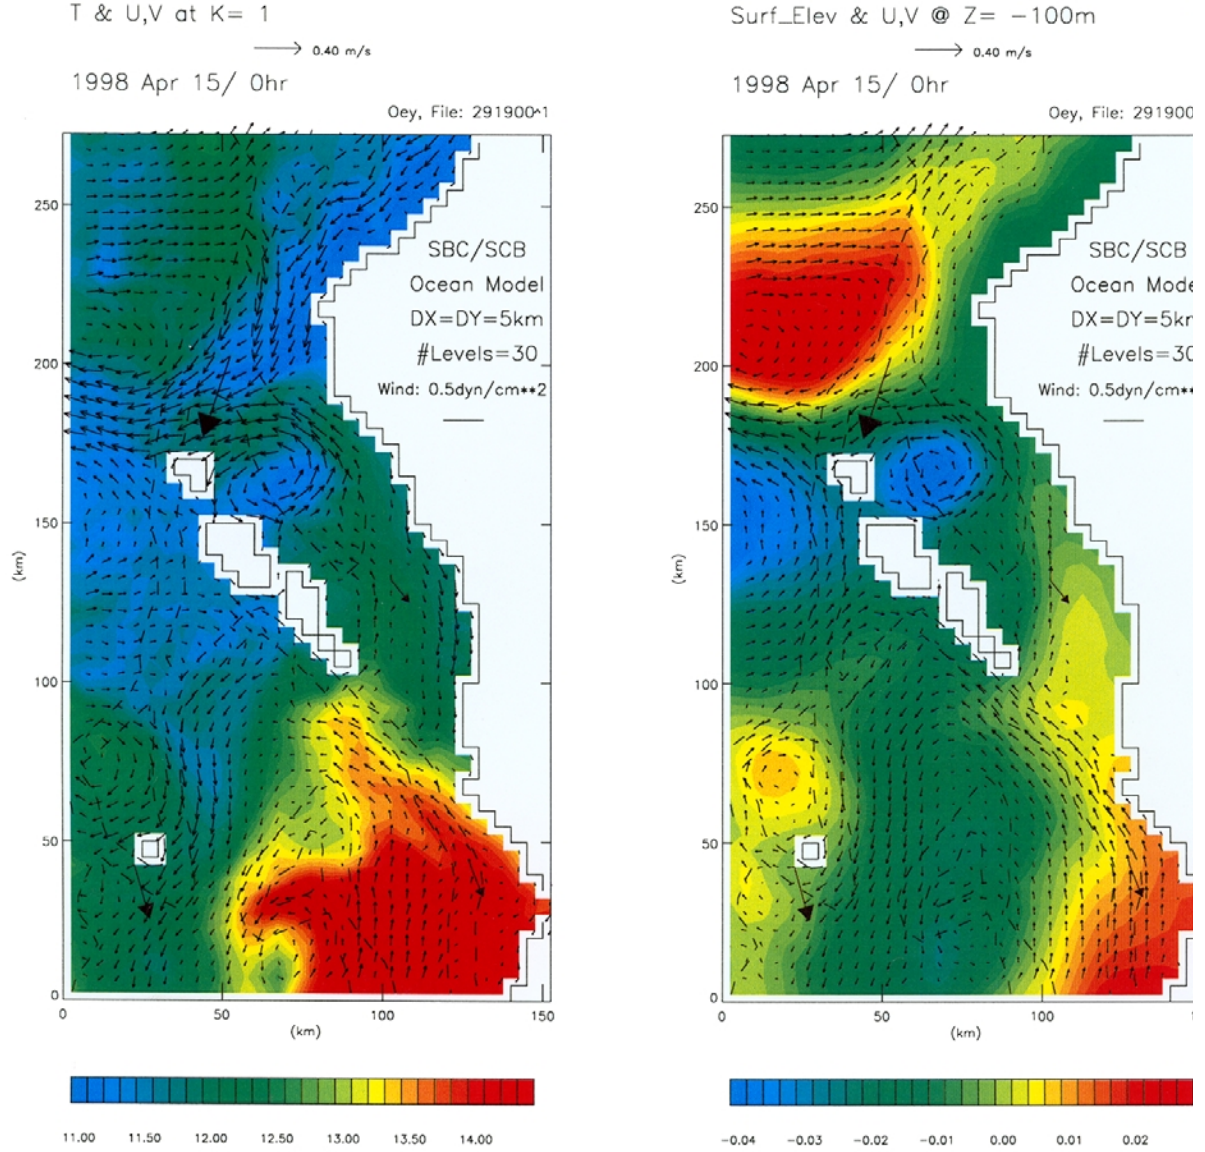 T & U,V at K= 1
0.40 m/s
1998 Apr 15/ 0hr
Oey, File: 291900^1
250
200
150
100
50
0
(km)
SBC/SCB
Ocean Model
DX=DY=5km
#Levels=30
Wind: 0.5dyn/cm**2
0 50 100 150
(km)
11.00 11.50 12.00 12.50 13.00 13.50 14.00
Surf_Elev & U,V @ Z= -100m
0.40 m/s
1998 Apr 15/ 0hr
Oey, File: 291900
250
200
150
100
50
0
(km)
SBC/SCB
Ocean Mode
DX=DY=5km
#Levels=30
Wind: 0.5dyn/cm**
0 50 100 1
(km)
-0.04 -0.03 -0.02 -0.01 0.00 0.01 0.02